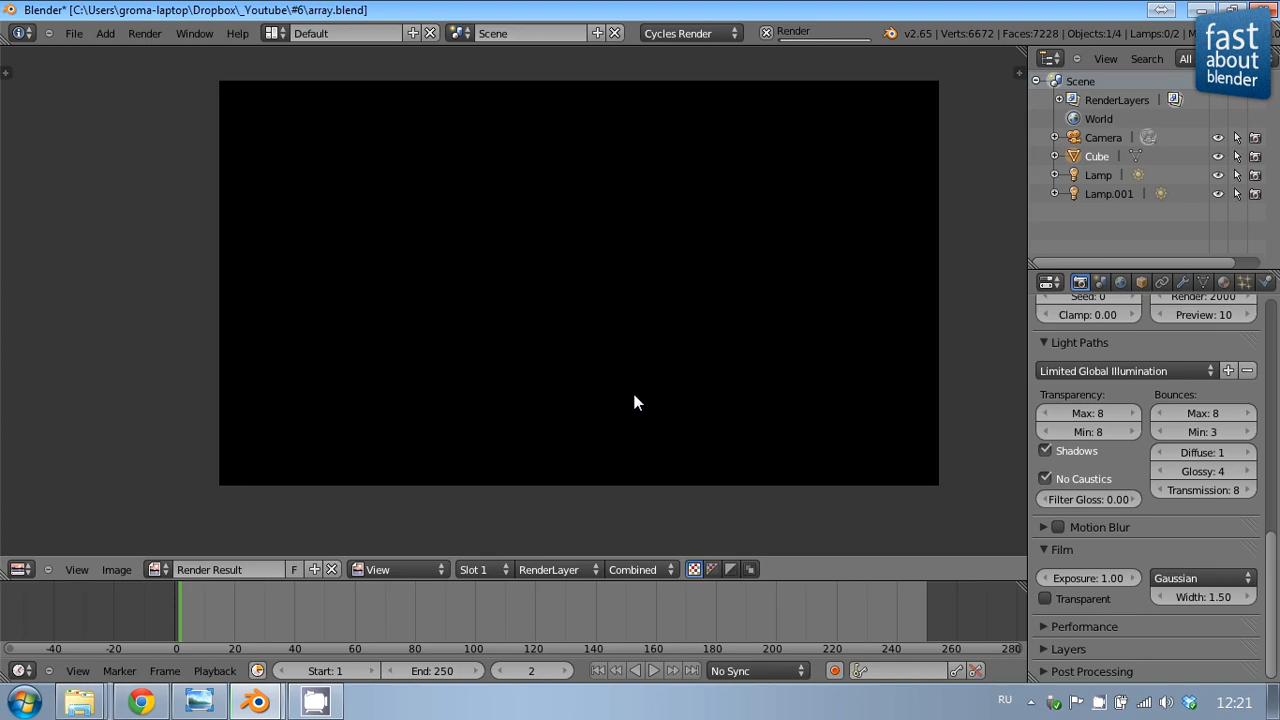 Blender* [C:\Users\groma-laptop\Dropbox\_Youtube\#6\array.blend]
File Add Render Window Help Default Scene Cycles Render Render v2.65 | Verts:6672 | Faces:7228 | Objects:1/4 | Lamps:0/2 |
fast
about
blender
View Search All
Scene
RenderLayers |
World
Camera |
Cube |
Lamp |
Lamp.001 |
Seed: 0 Render: 2000
Clamp: 0.00 Preview: 10
Light Paths
Limited Global Illumination
Transparency: Bounces:
Max: 8 Max: 8
Min: 8 Min: 3
Shadows Diffuse: 1
Glossy: 4
No Caustics
Transmission: 8
Filter Gloss: 0.00
Motion Blur
Film
Exposure: 1.00 Gaussian
Transparent Width: 1.50
Performance
Layers
Post Processing
View Image Render Result F View Slot 1 RenderLayer Combined
-40 -20 0 20 40 60 80 100 120 140 160 180 200 220 240 260 280
View Marker Frame Playback Start: 1 End: 250 2 No Sync
RU 12:21